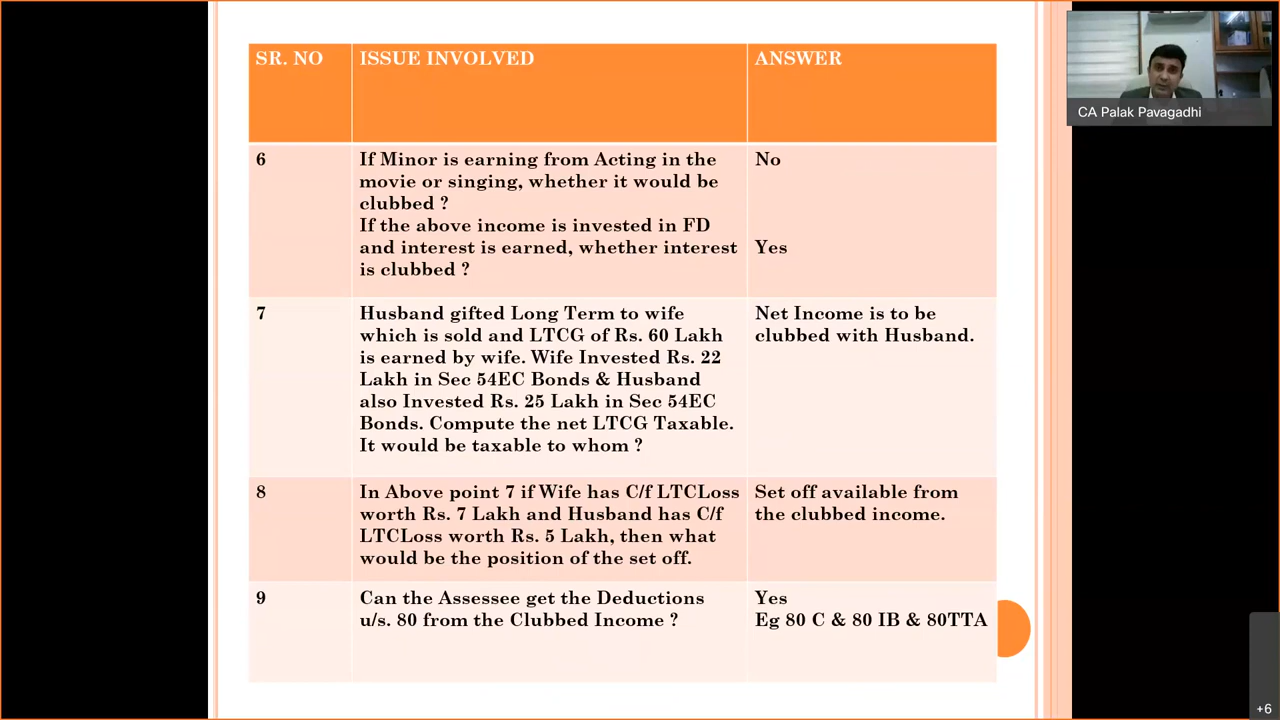 SR. NO
ISSUE INVOLVED
ANSWER
6
If Minor is earning from Acting in the
movie or singing, whether it would be
clubbed ?
If the above income is invested in FD
and interest is earned, whether interest
is clubbed ?
No
Yes
7
Husband gifted Long Term to wife
which is sold and LTCG of Rs. 60 Lakh
is earned by wife. Wife Invested Rs. 22
Lakh in Sec 54EC Bonds & Husband
also Invested Rs. 25 Lakh in Sec 54EC
Bonds. Compute the net LTCG Taxable.
It would be taxable to whom ?
Net Income is to be
clubbed with Husband.
8
In Above point 7 if Wife has C/f LTCLoss
worth Rs. 7 Lakh and Husband has C/f
LTCLoss worth Rs. 5 Lakh, then what
would be the position of the set off.
Set off available from
the clubbed income.
9
Can the Assessee get the Deductions
u/s. 80 from the Clubbed Income ?
Yes
Eg 80 C & 80 IB & 80TTA
CA Palak Pavagadhi
+6